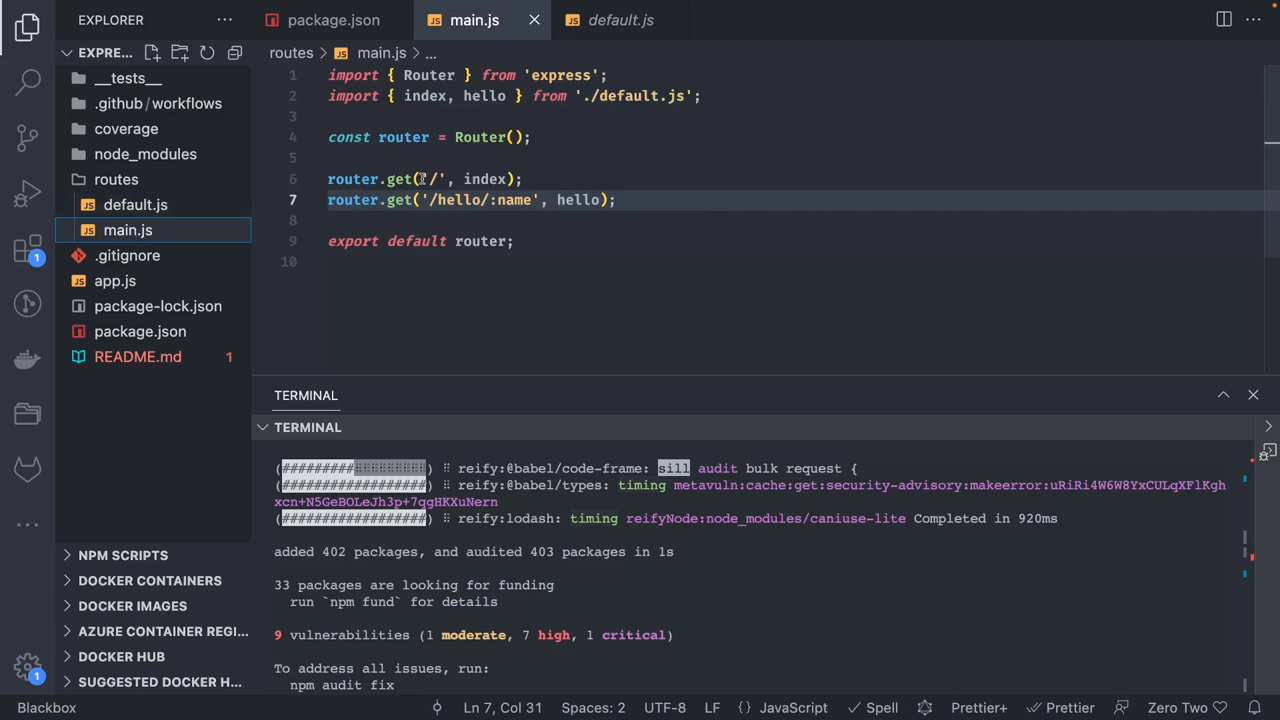 EXPLORER
EXPRE...
__tests__
.github/workflows
coverage
node_modules
routes
default.js
main.js
.gitignore
app.js
package-lock.json
package.json
README.md 1
NPM SCRIPTS
DOCKER CONTAINERS
DOCKER IMAGES
AZURE CONTAINER REGI...
DOCKER HUB
SUGGESTED DOCKER H...
1
1
package.json
JS main.js
JS default.js
routes > JS main.js > ...
1 import { Router } from 'express';
2 import { index, hello } from './default.js';
3
4 const router = Router();
5
6 router.get('/', index);
7 router.get('/hello/:name', hello);
8
9 export default router;
10
TERMINAL
TERMINAL
(##################) ⠿ reify:@babel/code-frame: sill audit bulk request {
(##################) ⠿ reify:@babel/types: timing metavuln:cache:get:security-advisory:makeerror:uRiRi4W6W8YxCULqXFlKgh
xcn+N5GeBOLeJh3p+7qgHKXuNern
(##################) ⠿ reify:lodash: timing reifyNode:node_modules/caniuse-lite Completed in 920ms
added 402 packages, and audited 403 packages in 1s
33 packages are looking for funding
run `npm fund` for details
9 vulnerabilities (1 moderate, 7 high, 1 critical)
To address all issues, run:
npm audit fix
Blackbox
Ln 7, Col 31
Spaces: 2
UTF-8
LF
{ } JavaScript
Spell
Prettier+
Prettier
Zero Two